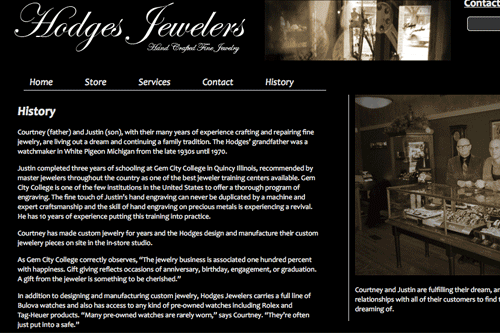 Hodges Jewelers
Hand Crafted Fine Jewelry
Contact
Home Store Services Contact History
History
Courtney (father) and Justin (son), with their many years of experience crafting and repairing fine
jewelry, are living out a dream and continuing a family tradition. The Hodges' grandfather was a
watchmaker in White Pigeon Michigan from the late 1930s until 1970.
Justin completed three years of schooling at Gem City College in Quincy Illinois, recommended by
master jewelers throughout the country as one of the best jeweler training centers available. Gem
City College is one of the few institutions in the United States to offer a thorough program of
engraving. The fine touch of Justin's hand engraving can never be duplicated by a machine and
expert craftsmanship and the skill of hand engraving on precious metals is experiencing a revival.
He has 10 years of experience putting this training into practice.
Courtney has made custom jewelry for years and the Hodges design and manufacture their custom
jewelery pieces on site in the in-store studio.
As Gem City College correctly observes, "The jewelry business is associated one hundred percent
with happiness. Gift giving reflects occasions of anniversary, birthday, engagement, or graduation.
A gift from the jeweler is something to be cherished."
In addition to designing and manufacturing custom jewelry, Hodges Jewelers carries a full line of
Bulova watches and also has access to any kind of pre-owned watches including Rolex and
Tag-Heuer products. "Many pre-owned watches are rarely worn," says Courtney. "They're often
just put into a safe."
Courtney and Justin are fulfilling their dream, an
relationships with all of their customers to find t
dreaming of.